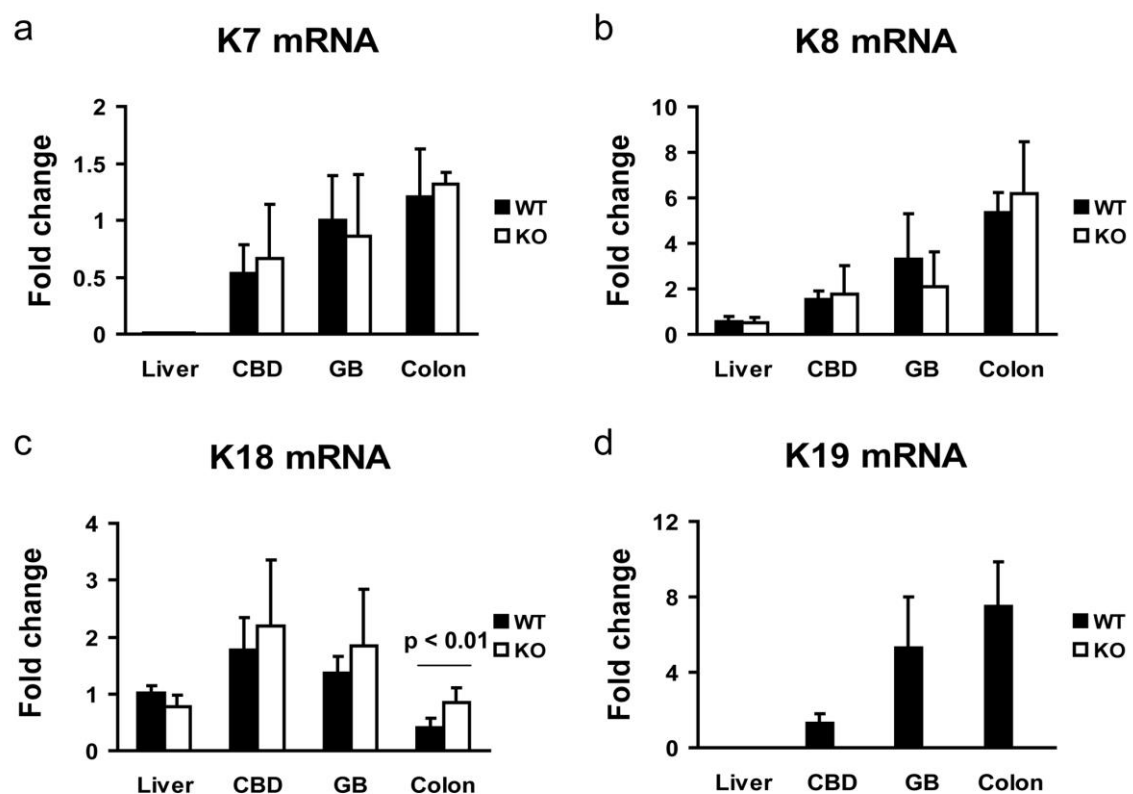 a
K7 mRNA
Fold change
2
1.5
1
0.5
0
Liver CBD GB Colon
WT
KO
b
K8 mRNA
Fold change
10
8
6
4
2
0
Liver CBD GB Colon
WT
KO
c
K18 mRNA
Fold change
4
3
2
1
0
p < 0.01
Liver CBD GB Colon
WT
KO
d
K19 mRNA
Fold change
12
8
4
0
Liver CBD GB Colon
WT
KO